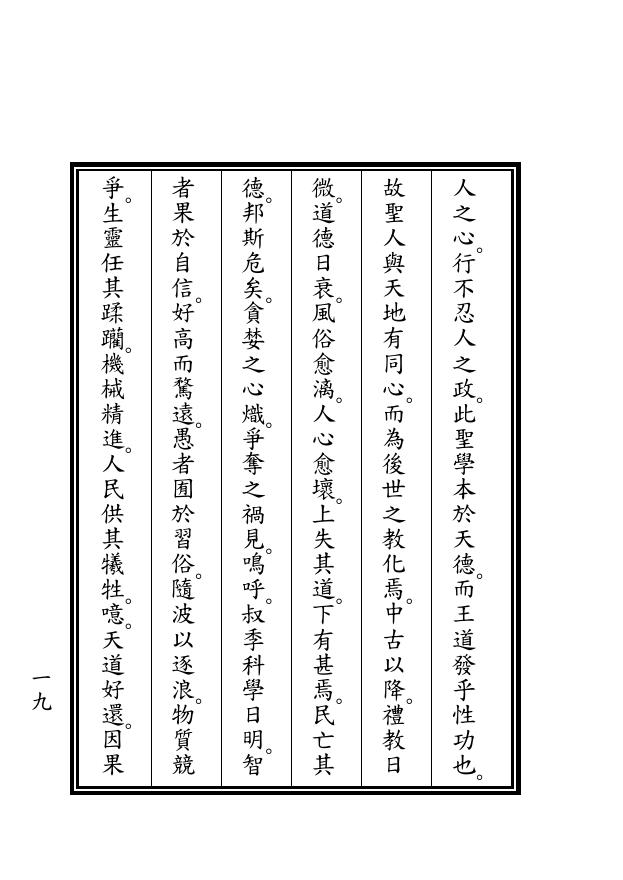 人之心。行不忍人之政。此聖學本於天德。而王道發乎性功也。
故聖人與天地有同心。而為後世之教化焉。中古以降。禮教日
微。道德日衰。風俗愈漓。人心愈壞。上失其道。下有甚焉。民亡其
德。邦斯危矣。貪婪之心熾。爭奪之禍見。嗚呼。叔季科學日明。智
者果於自信。好高而騖遠。愚者囿於習俗。隨波以逐浪。物質競
爭。生靈任其蹂躪。機械精進。人民供其犧牲。噫。天道好還。因果
一九